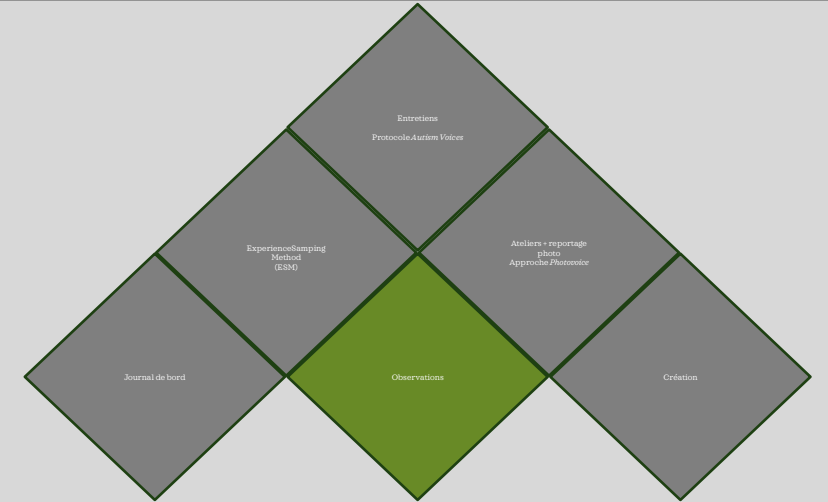 Entretiens
Protocole Autism Voices
ExperienceSamping
Method
(ESM)
Ateliers + reportage
photo
Approche Photovoice
Journal de bord
Observations
Création